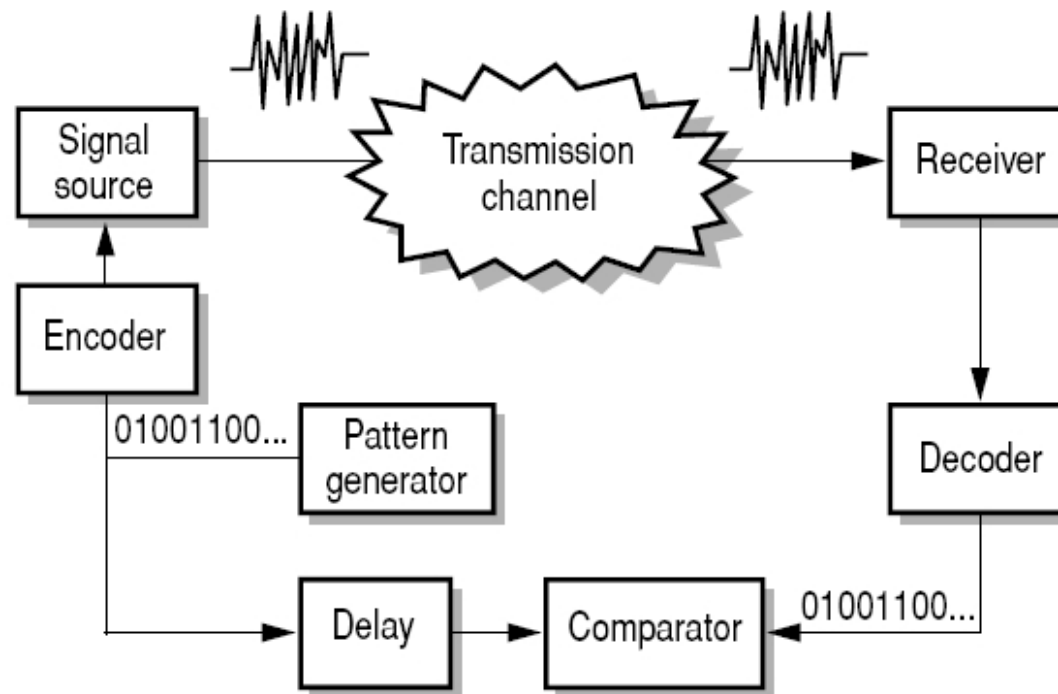 Signal
source
Transmission
channel
Receiver
Encoder
01001100...
Pattern
generator
Decoder
Delay
Comparator
01001100...